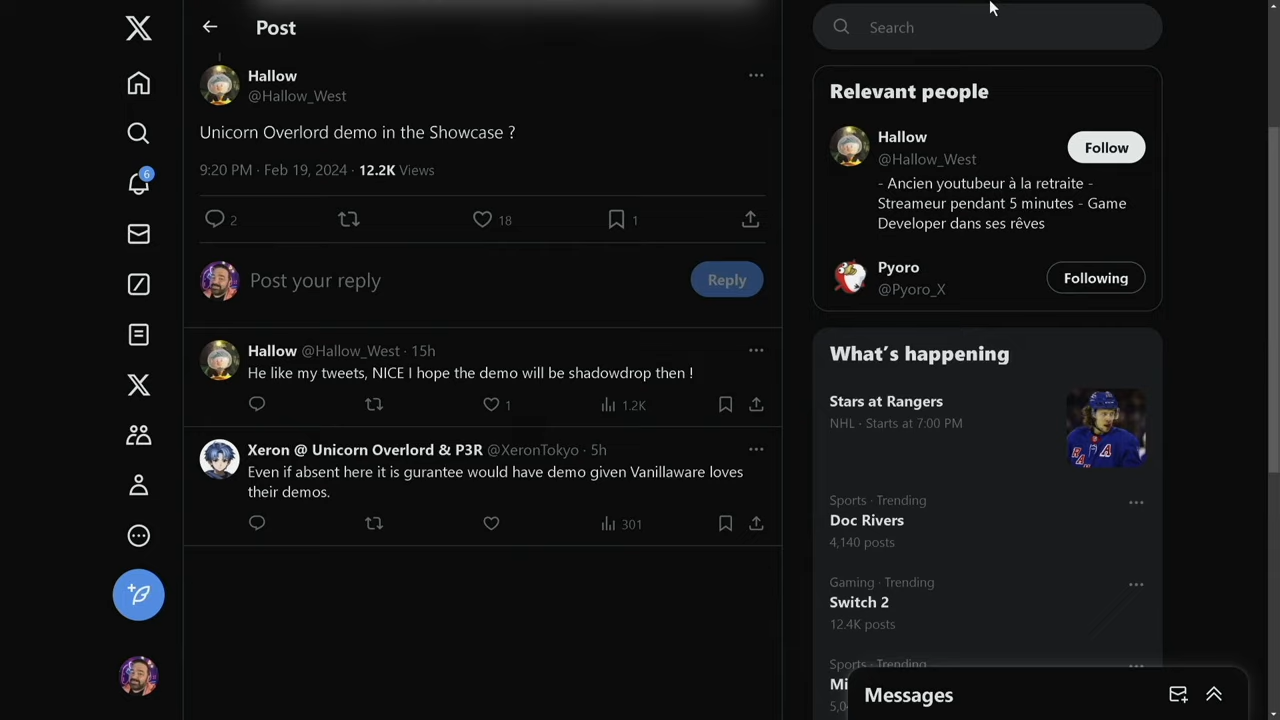 Post
Hallow
@Hallow_West
Unicorn Overlord demo in the Showcase ?
9:20 PM · Feb 19, 2024 · 12.2K Views
2
18
1
Post your reply
Reply
Hallow @Hallow_West · 15h
He like my tweets, NICE I hope the demo will be shadowdrop then !
1
1.2K
Xeron @ Unicorn Overlord & P3R @XeronTokyo · 5h
Even if absent here it is gurantee would have demo given Vanillaware loves
their demos.
301
6
Search
Relevant people
Hallow
@Hallow_West
Follow
- Ancien youtubeur à la retraite -
Streameur pendant 5 minutes - Game
Developer dans ses rêves
Pyoro
@Pyoro_X
Following
What's happening
Stars at Rangers
NHL · Starts at 7:00 PM
Sports · Trending
Doc Rivers
4,140 posts
Gaming · Trending
Switch 2
12.4K posts
Sports · Trending
Messages